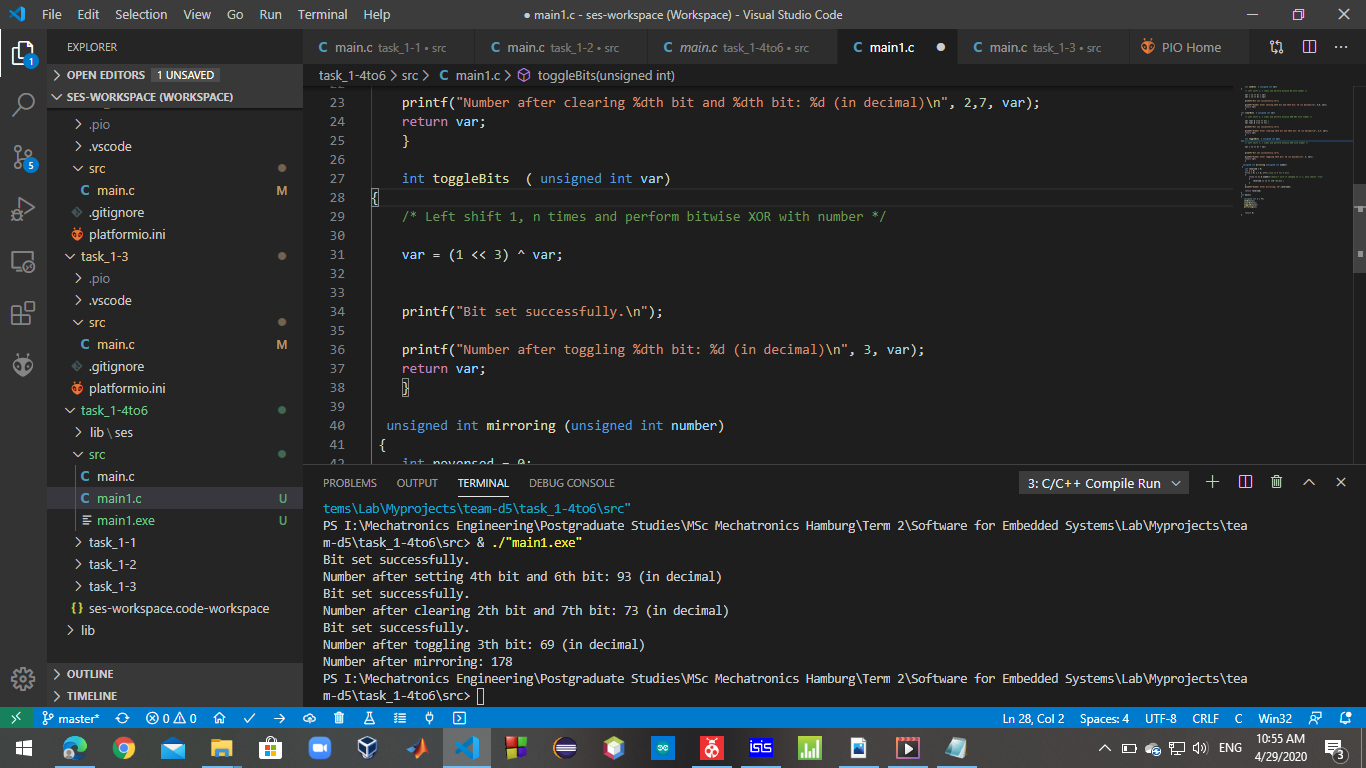 File Edit Selection View Go Run Terminal Help ● main1.c - ses-workspace (Workspace) - Visual Studio Code
EXPLORER
OPEN EDITORS 1 UNSAVED
SES-WORKSPACE (WORKSPACE)
.pio
.vscode
src
main.c M
.gitignore
platformio.ini
task_1-3
.pio
.vscode
src
main.c M
.gitignore
platformio.ini
task_1-4to6
lib \ ses
src
main.c
main1.c U
main1.exe U
task_1-1
task_1-2
task_1-3
ses-workspace.code-workspace
lib
OUTLINE
TIMELINE
1
5
main.c task_1-1 • src main.c task_1-2 • src main.c task_1-4to6 • src main1.c ● main.c task_1-3 • src PIO Home
task_1-4to6 > src > C main1.c > toggleBits(unsigned int)
23 printf("Number after clearing %dth bit and %dth bit: %d (in decimal)\n", 2,7, var);
24 return var;
25 }
26
27 int toggleBits ( unsigned int var)
28 {
29 /* Left shift 1, n times and perform bitwise XOR with number */
30
31 var = (1 << 3) ^ var;
32
33
34 printf("Bit set successfully.\n");
35
36 printf("Number after toggling %dth bit: %d (in decimal)\n", 3, var);
37 return var;
38 }
39
40 unsigned int mirroring (unsigned int number)
41 {
42 int reversed = 0;
PROBLEMS OUTPUT TERMINAL DEBUG CONSOLE 3: C/C++ Compile Run
tems\Lab\Myprojects\team-d5\task_1-4to6\src"
PS I:\Mechatronics Engineering\Postgraduate Studies\MSc Mechatronics Hamburg\Term 2\Software for Embedded Systems\Lab\Myprojects\tea
m-d5\task_1-4to6\src> & ./"main1.exe"
Bit set successfully.
Number after setting 4th bit and 6th bit: 93 (in decimal)
Bit set successfully.
Number after clearing 2th bit and 7th bit: 73 (in decimal)
Bit set successfully.
Number after toggling 3th bit: 69 (in decimal)
Number after mirroring: 178
PS I:\Mechatronics Engineering\Postgraduate Studies\MSc Mechatronics Hamburg\Term 2\Software for Embedded Systems\Lab\Myprojects\tea
m-d5\task_1-4to6\src>
master* 0 0 Ln 28, Col 2 Spaces: 4 UTF-8 CRLF C Win32
isis
ENG
10:55 AM
4/29/2020
3